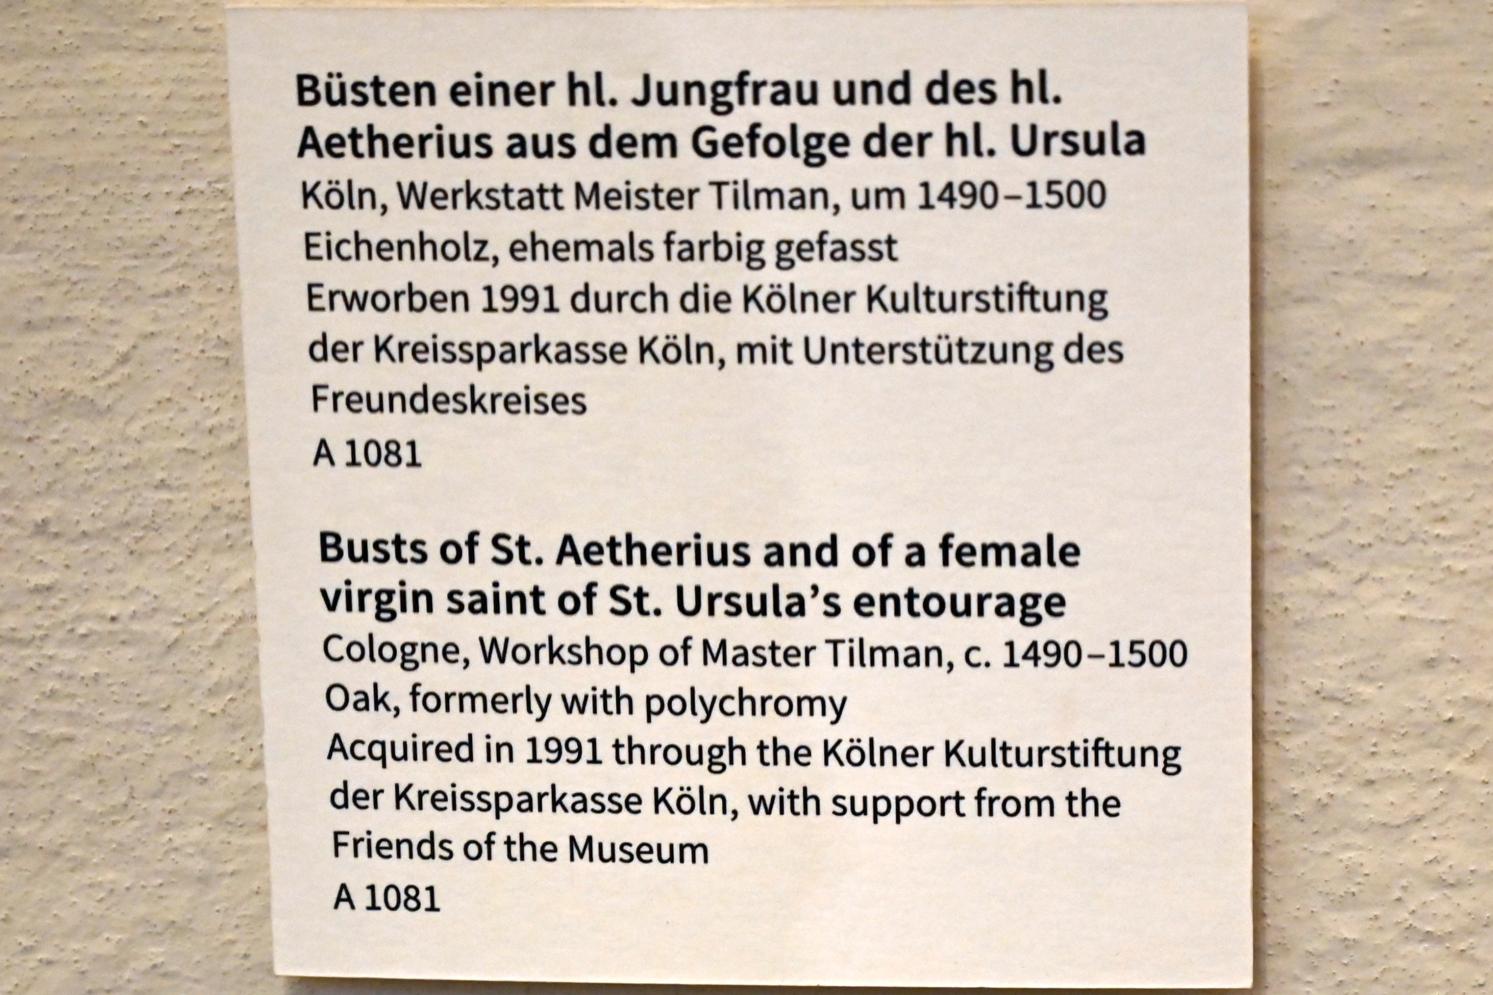 Büsten einer hl. Jungfrau und des hl.
Aetherius aus dem Gefolge der hl. Ursula
Köln, Werkstatt Meister Tilman, um 1490–1500
Eichenholz, ehemals farbig gefasst
Erworben 1991 durch die Kölner Kulturstiftung
der Kreissparkasse Köln, mit Unterstützung des
Freundeskreises
A 1081
Busts of St. Aetherius and of a female
virgin saint of St. Ursula’s entourage
Cologne, Workshop of Master Tilman, c. 1490–1500
Oak, formerly with polychromy
Acquired in 1991 through the Kölner Kulturstiftung
der Kreissparkasse Köln, with support from the
Friends of the Museum
A 1081